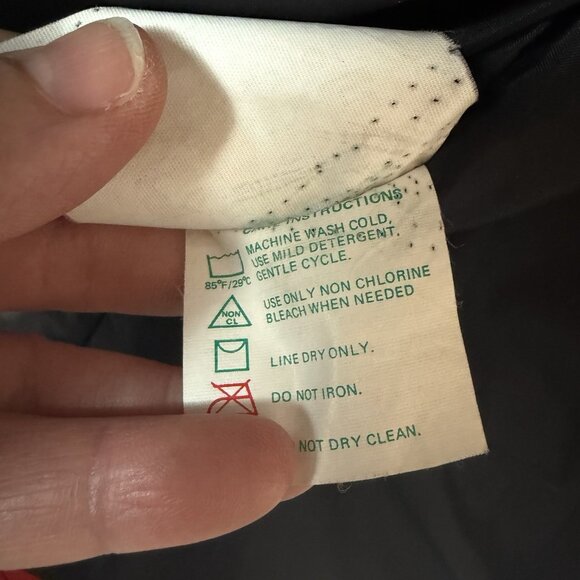 INSTRUCTIONS
MACHINE WASH COLD,
USE MILD DETERGENT.
GENTLE CYCLE.
85°F/29°C
USE ONLY NON CHLORINE
BLEACH WHEN NEEDED
NON
CL
LINE DRY ONLY.
DO NOT IRON.
NOT DRY CLEAN.